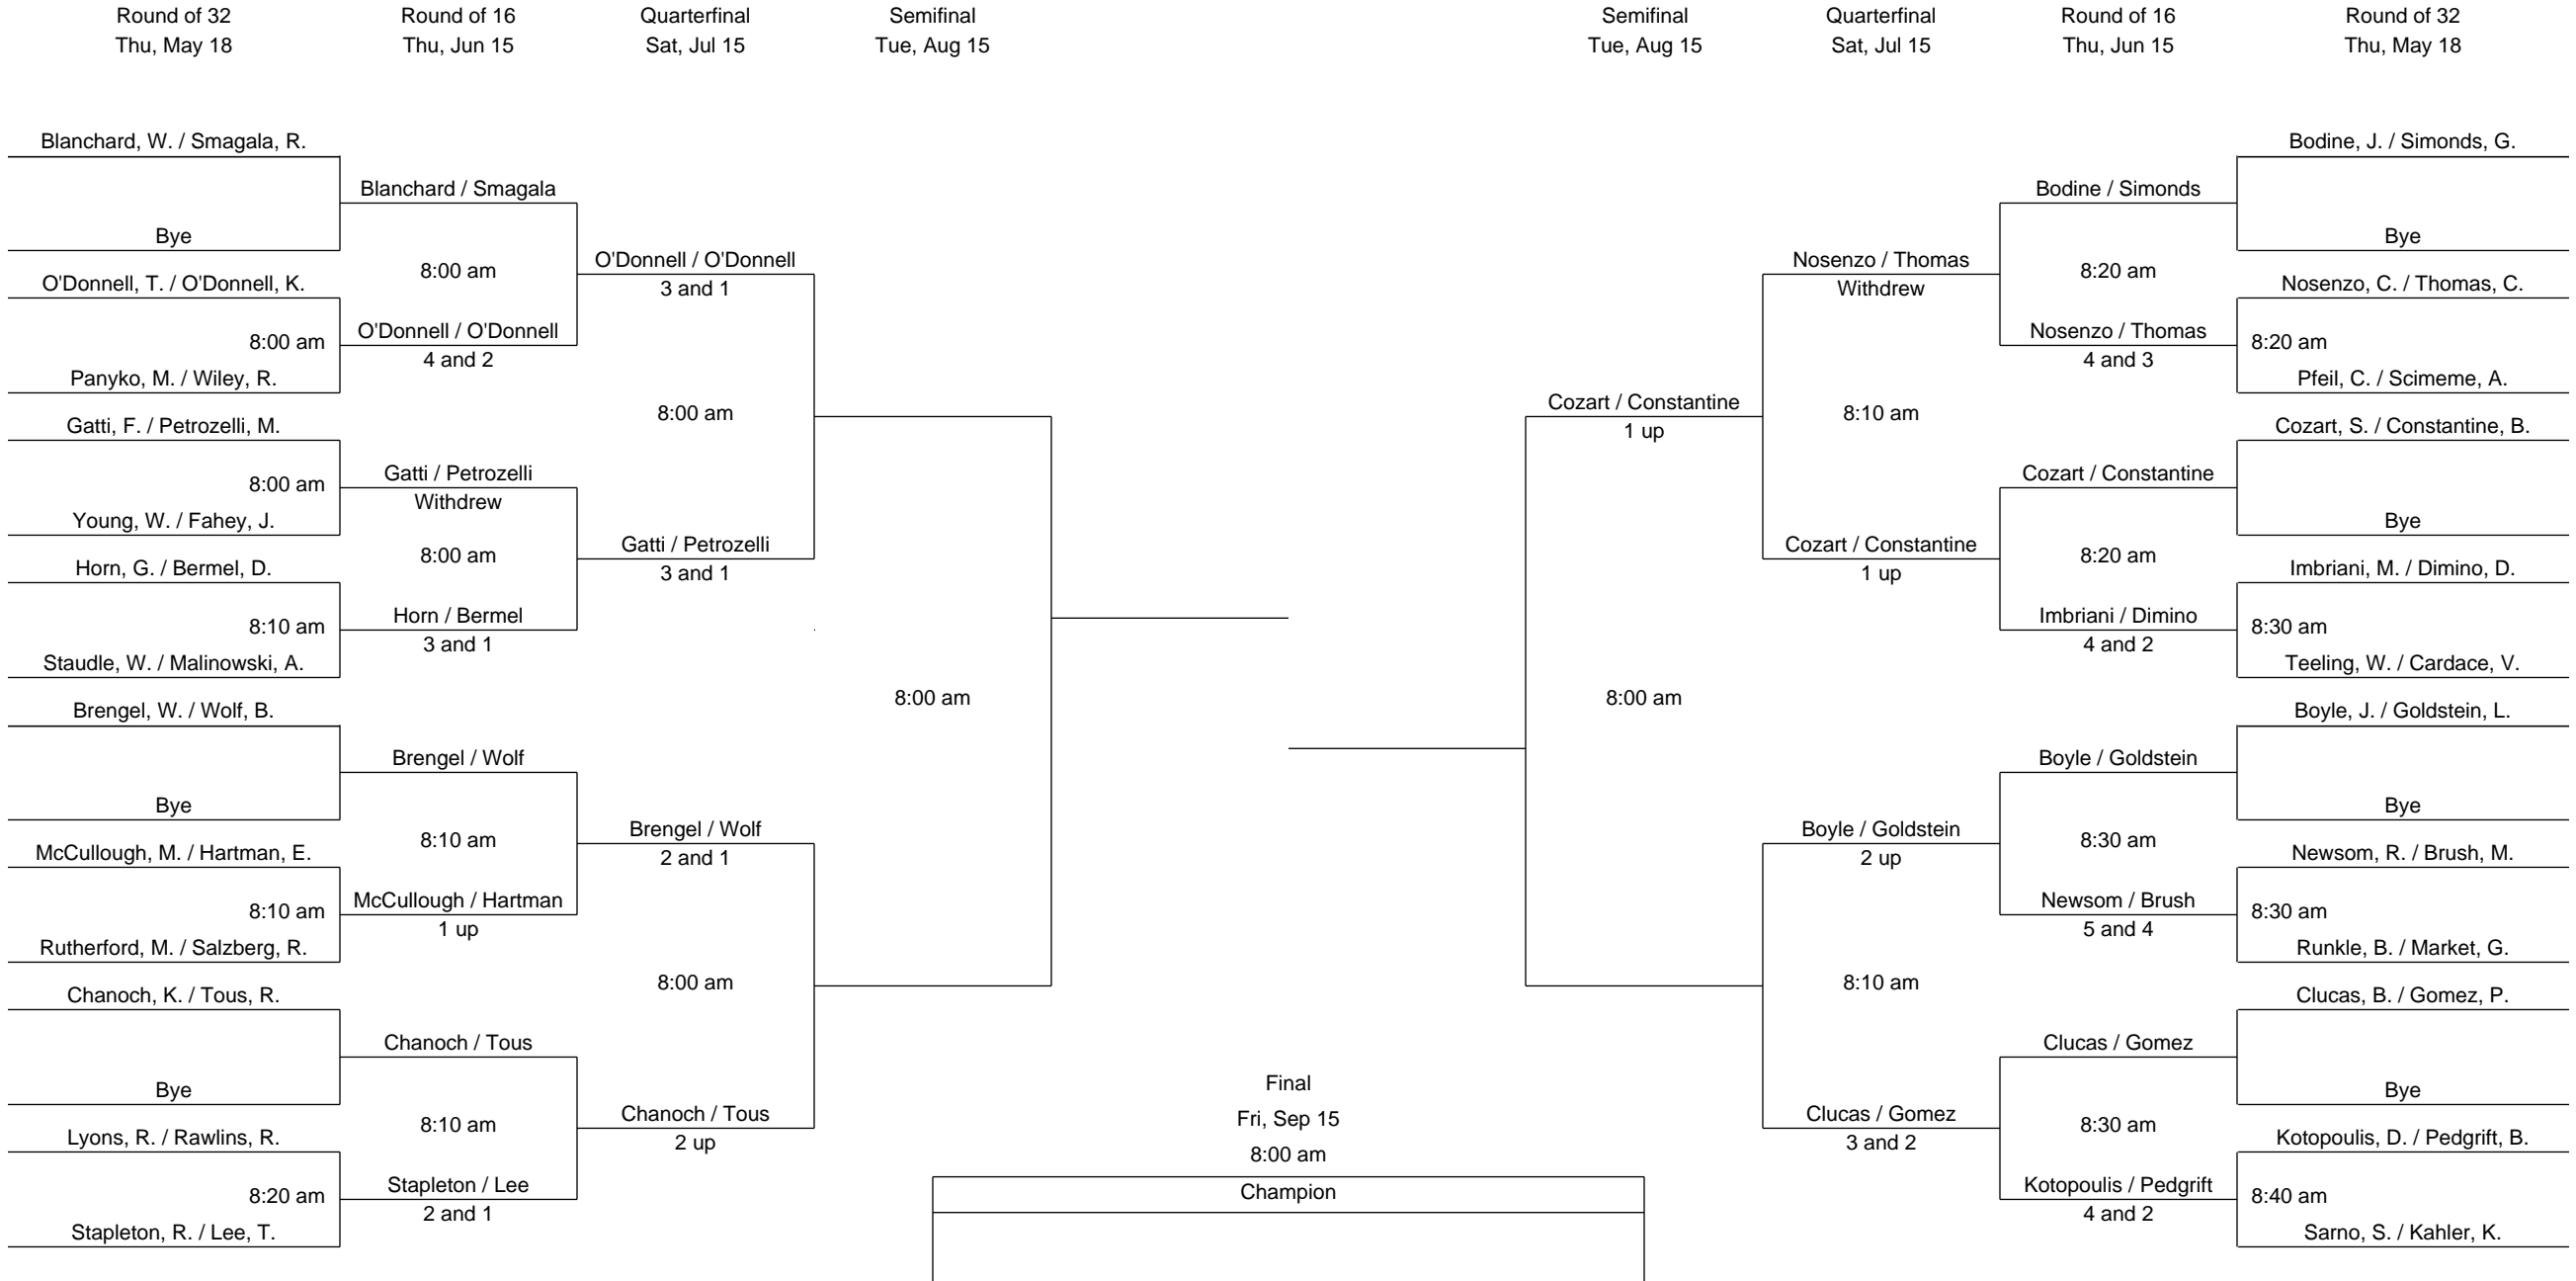 Round of 32
Thu, May 18
Round of 16
Thu, Jun 15
Quarterfinal
Sat, Jul 15
Semifinal
Tue, Aug 15
Semifinal
Tue, Aug 15
Quarterfinal
Sat, Jul 15
Round of 16
Thu, Jun 15
Round of 32
Thu, May 18
Blanchard, W. / Smagala, R.
Bye
O'Donnell, T. / O'Donnell, K.
8:00 am
Panyko, M. / Wiley, R.
Gatti, F. / Petrozelli, M.
8:00 am
Young, W. / Fahey, J.
Horn, G. / Bermel, D.
8:10 am
Staudle, W. / Malinowski, A.
Brengel, W. / Wolf, B.
Bye
McCullough, M. / Hartman, E.
8:10 am
Rutherford, M. / Salzberg, R.
Chanoch, K. / Tous, R.
Bye
Lyons, R. / Rawlins, R.
8:20 am
Stapleton, R. / Lee, T.
Blanchard / Smagala
8:00 am
O'Donnell / O'Donnell
4 and 2
Gatti / Petrozelli
Withdrew
8:00 am
Horn / Bermel
3 and 1
Brengel / Wolf
8:10 am
McCullough / Hartman
1 up
Chanoch / Tous
8:10 am
Stapleton / Lee
2 and 1
O'Donnell / O'Donnell
3 and 1
8:00 am
Gatti / Petrozelli
3 and 1
Brengel / Wolf
2 and 1
8:00 am
Chanoch / Tous
2 up
8:00 am
Final
Fri, Sep 15
8:00 am
Champion
Cozart / Constantine
1 up
8:00 am
Nosenzo / Thomas
Withdrew
8:10 am
Cozart / Constantine
1 up
Boyle / Goldstein
2 up
8:10 am
Clucas / Gomez
3 and 2
Bodine / Simonds
8:20 am
Nosenzo / Thomas
4 and 3
Cozart / Constantine
8:20 am
Imbriani / Dimino
4 and 2
Boyle / Goldstein
8:30 am
Newsom / Brush
5 and 4
Clucas / Gomez
8:30 am
Kotopoulis / Pedgrift
4 and 2
Bodine, J. / Simonds, G.
Bye
Nosenzo, C. / Thomas, C.
8:20 am
Pfeil, C. / Scimeme, A.
Cozart, S. / Constantine, B.
Bye
Imbriani, M. / Dimino, D.
8:30 am
Teeling, W. / Cardace, V.
Boyle, J. / Goldstein, L.
Bye
Newsom, R. / Brush, M.
8:30 am
Runkle, B. / Market, G.
Clucas, B. / Gomez, P.
Bye
Kotopoulis, D. / Pedgrift, B.
8:40 am
Sarno, S. / Kahler, K.